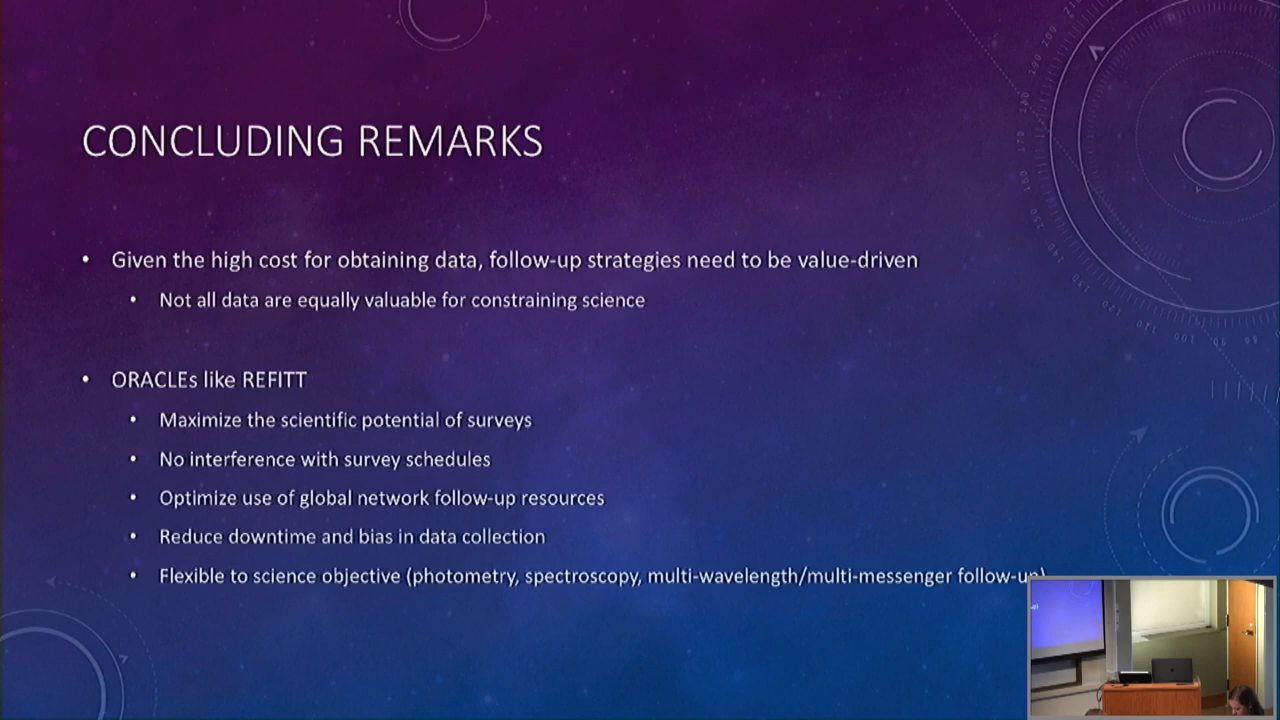 CONCLUDING REMARKS
• Given the high cost for obtaining data, follow-up strategies need to be value-driven
• Not all data are equally valuable for constraining science
• ORACLEs like REFITT
• Maximize the scientific potential of surveys
• No interference with survey schedules
• Optimize use of global network follow-up resources
• Reduce downtime and bias in data collection
• Flexible to science objective (photometry, spectroscopy, multi-wavelength/multi-messenger follow-up)